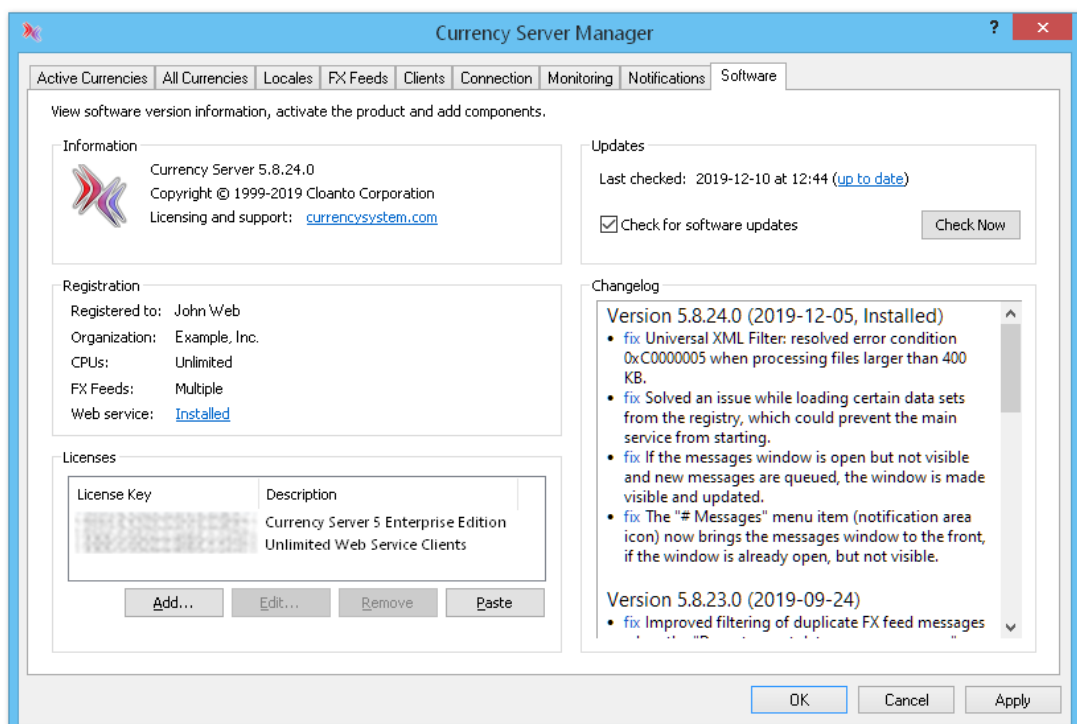 Currency Server Manager
?
Active Currencies
All Currencies
Locales
FX Feeds
Clients
Connection
Monitoring
Notifications
Software
View software version information, activate the product and add components.
Information
Currency Server 5.8.24.0
Copyright © 1999-2019 Cloanto Corporation
Licensing and support: currencysystem.com
Updates
Last checked: 2019-12-10 at 12:44 (up to date)
Check for software updates
Check Now
Registration
Registered to: John Web
Organization: Example, Inc.
CPUs: Unlimited
FX Feeds: Multiple
Web service: Installed
Licenses
License Key Description
Currency Server 5 Enterprise Edition
Unlimited Web Service Clients
Add...
Edit...
Remove
Paste
Changelog
Version 5.8.24.0 (2019-12-05, Installed)
• fix Universal XML Filter: resolved error condition
0xC0000005 when processing files larger than 400
KB.
• fix Solved an issue while loading certain data sets
from the registry, which could prevent the main
service from starting.
• fix If the messages window is open but not visible
and new messages are queued, the window is made
visible and updated.
• fix The "# Messages" menu item (notification area
icon) now brings the messages window to the front,
if the window is already open, but not visible.
Version 5.8.23.0 (2019-09-24)
• fix Improved filtering of duplicate FX feed messages
OK
Cancel
Apply